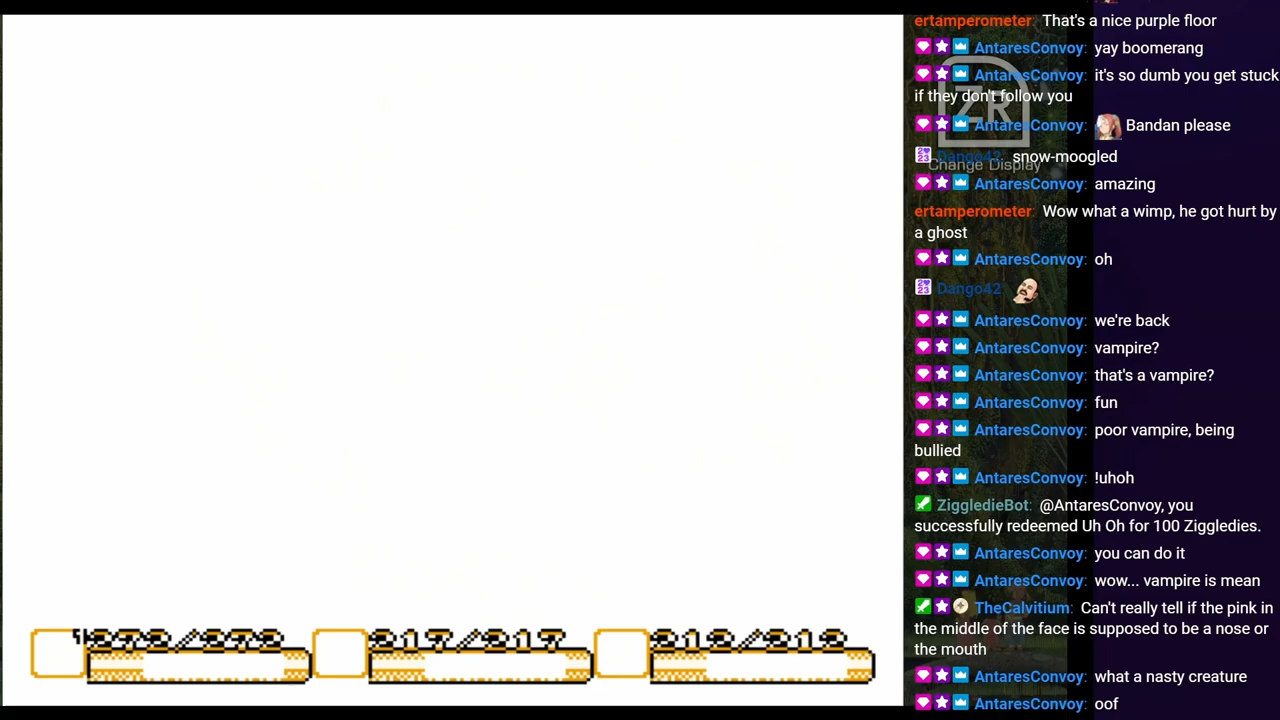 ertamperometer: That's a nice purple floor
AntaresConvoy: yay boomerang
AntaresConvoy: it's so dumb you get stuck
if they don't follow you
AntaresConvoy: Bandan please
Dango42: snow-moogled
AntaresConvoy: amazing
ertamperometer: Wow what a wimp, he got hurt by
a ghost
AntaresConvoy: oh
Dango42:
AntaresConvoy: we're back
AntaresConvoy: vampire?
AntaresConvoy: that's a vampire?
AntaresConvoy: fun
AntaresConvoy: poor vampire, being
bullied
AntaresConvoy: !uhoh
ZiggledieBot: @AntaresConvoy, you
successfully redeemed Uh Oh for 100 Ziggledies.
AntaresConvoy: you can do it
AntaresConvoy: wow... vampire is mean
TheCalvitium: Can't really tell if the pink in
the middle of the face is supposed to be a nose or
the mouth
AntaresConvoy: what a nasty creature
AntaresConvoy: oof
ZR
Change Display